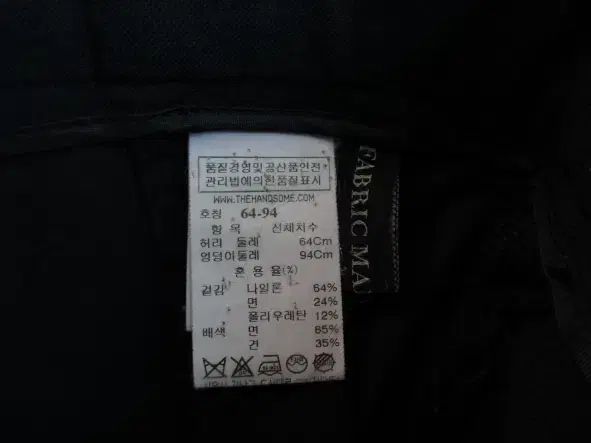 품질경영및공산품안전
관리법에의한품질표시
WWW.THEHANDSOME.COM
호칭 64-94
항 목 신체치수
허리 둘레 64Cm
엉덩이둘레 94Cm
혼 용 율(%)
겉감 나일론 64%
면 24%
폴리우레탄 12%
배색 면 65%
견 35%
FABRIC MA